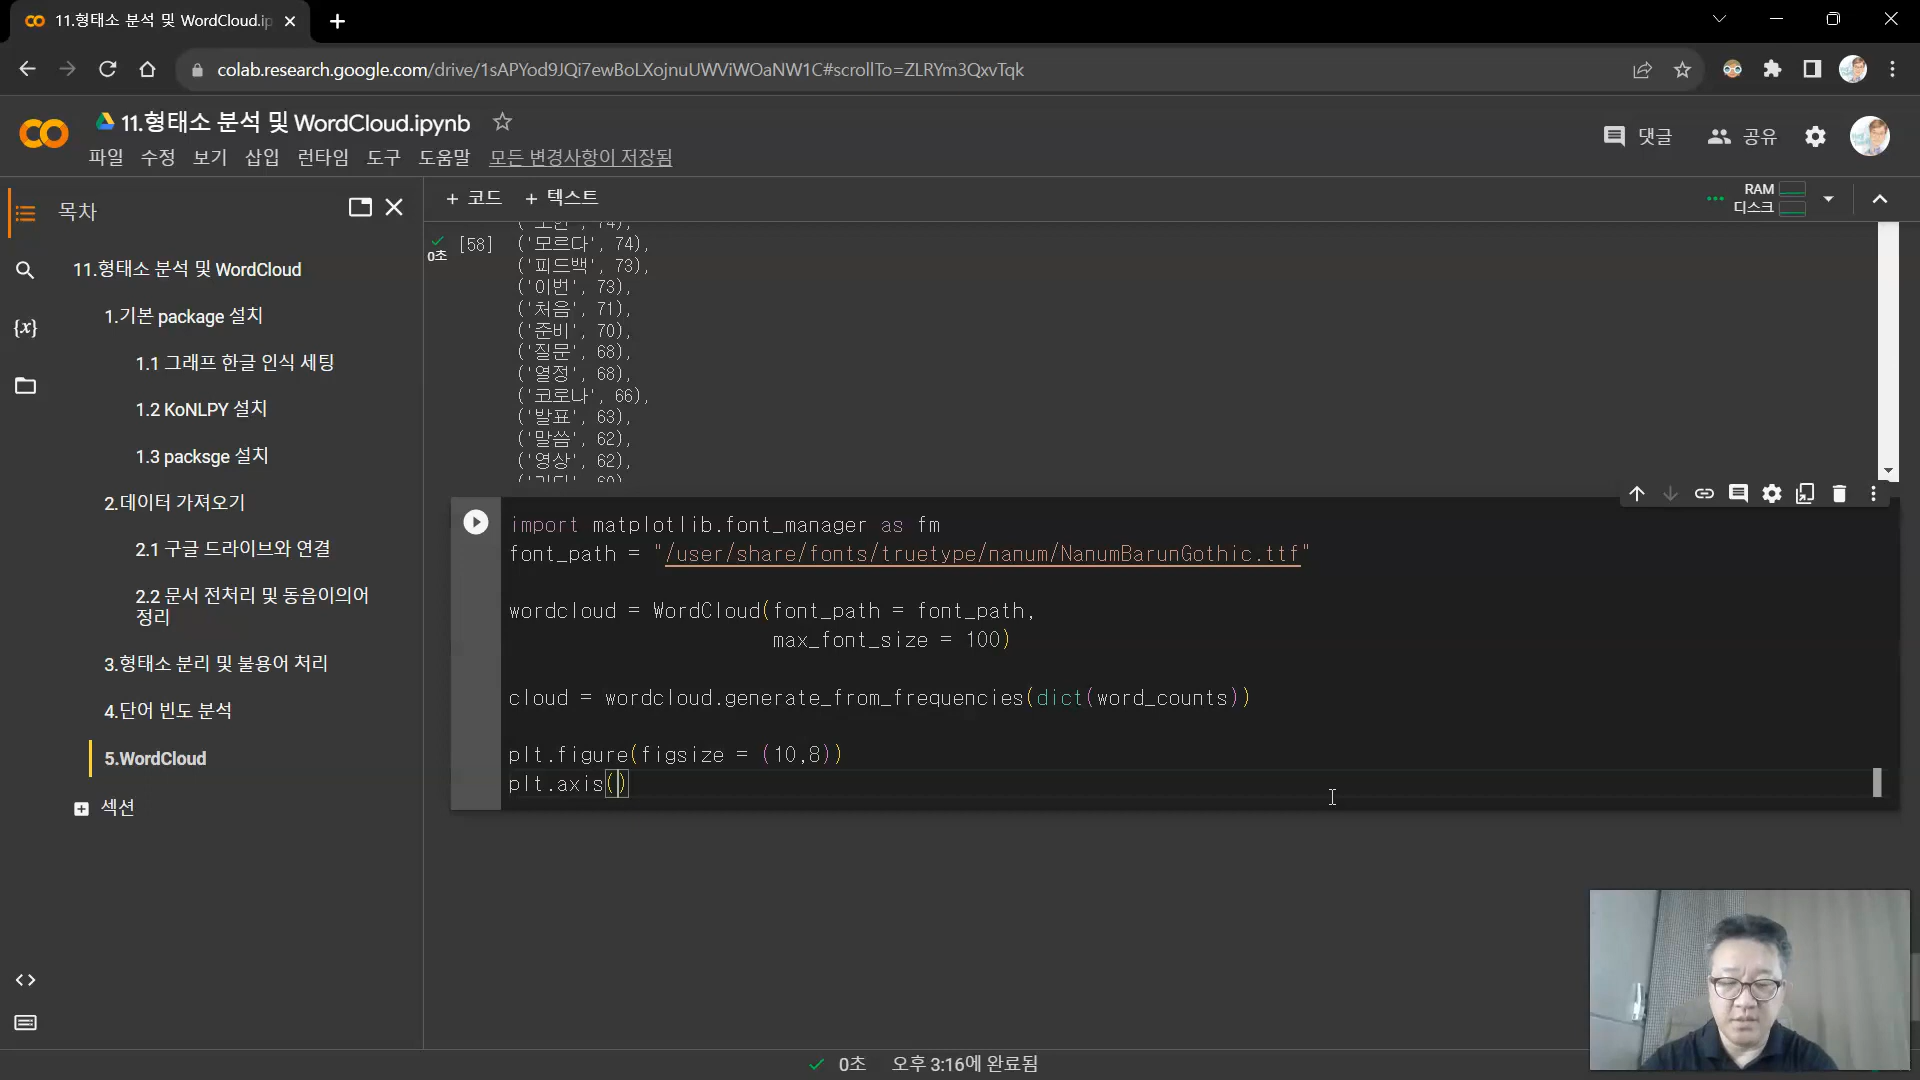 11.형태소 분석 및 WordCloud.ip
colab.research.google.com/drive/1sAPYod9JQi7ewBoLXojnuUWViWOaNW1C#scrollTo=ZLRYm3QxvTqk
11.형태소 분석 및 WordCloud.ipynb
댓글
공유
파일 수정 보기 삽입 런타임 도구 도움말 모든 변경사항이 저장됨
목차
+ 코드 + 텍스트
RAM
디스크
11.형태소 분석 및 WordCloud
1.기본 package 설치
1.1 그래프 한글 인식 세팅
1.2 KoNLPY 설치
1.3 packsge 설치
2.데이터 가져오기
2.1 구글 드라이브와 연결
2.2 문서 전처리 및 동음이의어
정리
3.형태소 분리 및 불용어 처리
4.단어 빈도 분석
5.WordCloud
섹션
{x}
0초
[58]
('모르다', 74),
('피드백', 73),
('이번', 73),
('처음', 71),
('준비', 70),
('질문', 68),
('열정', 68),
('코로나', 66),
('발표', 63),
('말씀', 62),
('영상', 62),
import matplotlib.font_manager as fm
font_path = "/user/share/fonts/truetype/nanum/NanumBarunGothic.ttf"
wordcloud = WordCloud(font_path = font_path,
max_font_size = 100)
cloud = wordcloud.generate_from_frequencies(dict(word_counts))
plt.figure(figsize = (10,8))
plt.axis()
0초 오후 3:16에 완료됨